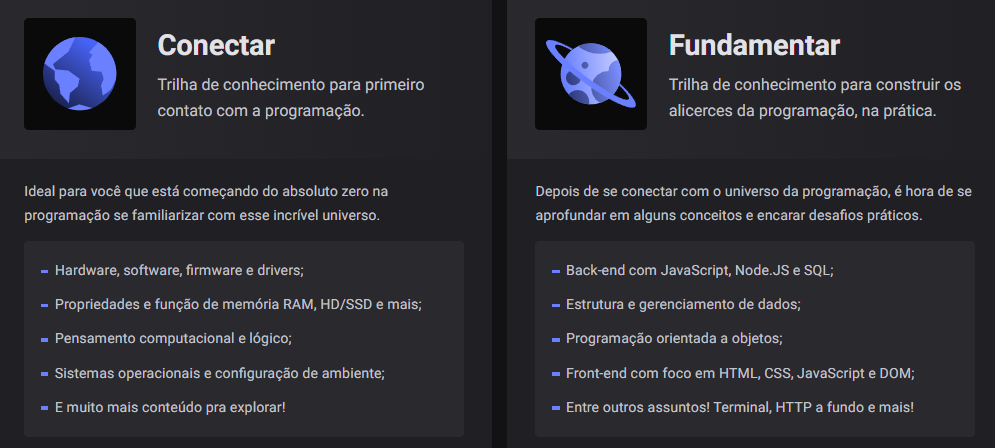 Conectar
Trilha de conhecimento para primeiro
contato com a programação.
Ideal para você que está começando do absoluto zero na
programação se familiarizar com esse incrível universo.
Hardware, software, firmware e drivers;
Propriedades e função de memória RAM, HD/SSD e mais;
Pensamento computacional e lógico;
Sistemas operacionais e configuração de ambiente;
E muito mais conteúdo pra explorar!
Fundamentar
Trilha de conhecimento para construir os
alicerces da programação, na prática.
Depois de se conectar com o universo da programação, é hora de se
aprofundar em alguns conceitos e encarar desafios práticos.
Back-end com JavaScript, Node.JS e SQL;
Estrutura e gerenciamento de dados;
Programação orientada a objetos;
Front-end com foco em HTML, CSS, JavaScript e DOM;
Entre outros assuntos! Terminal, HTTP a fundo e mais!